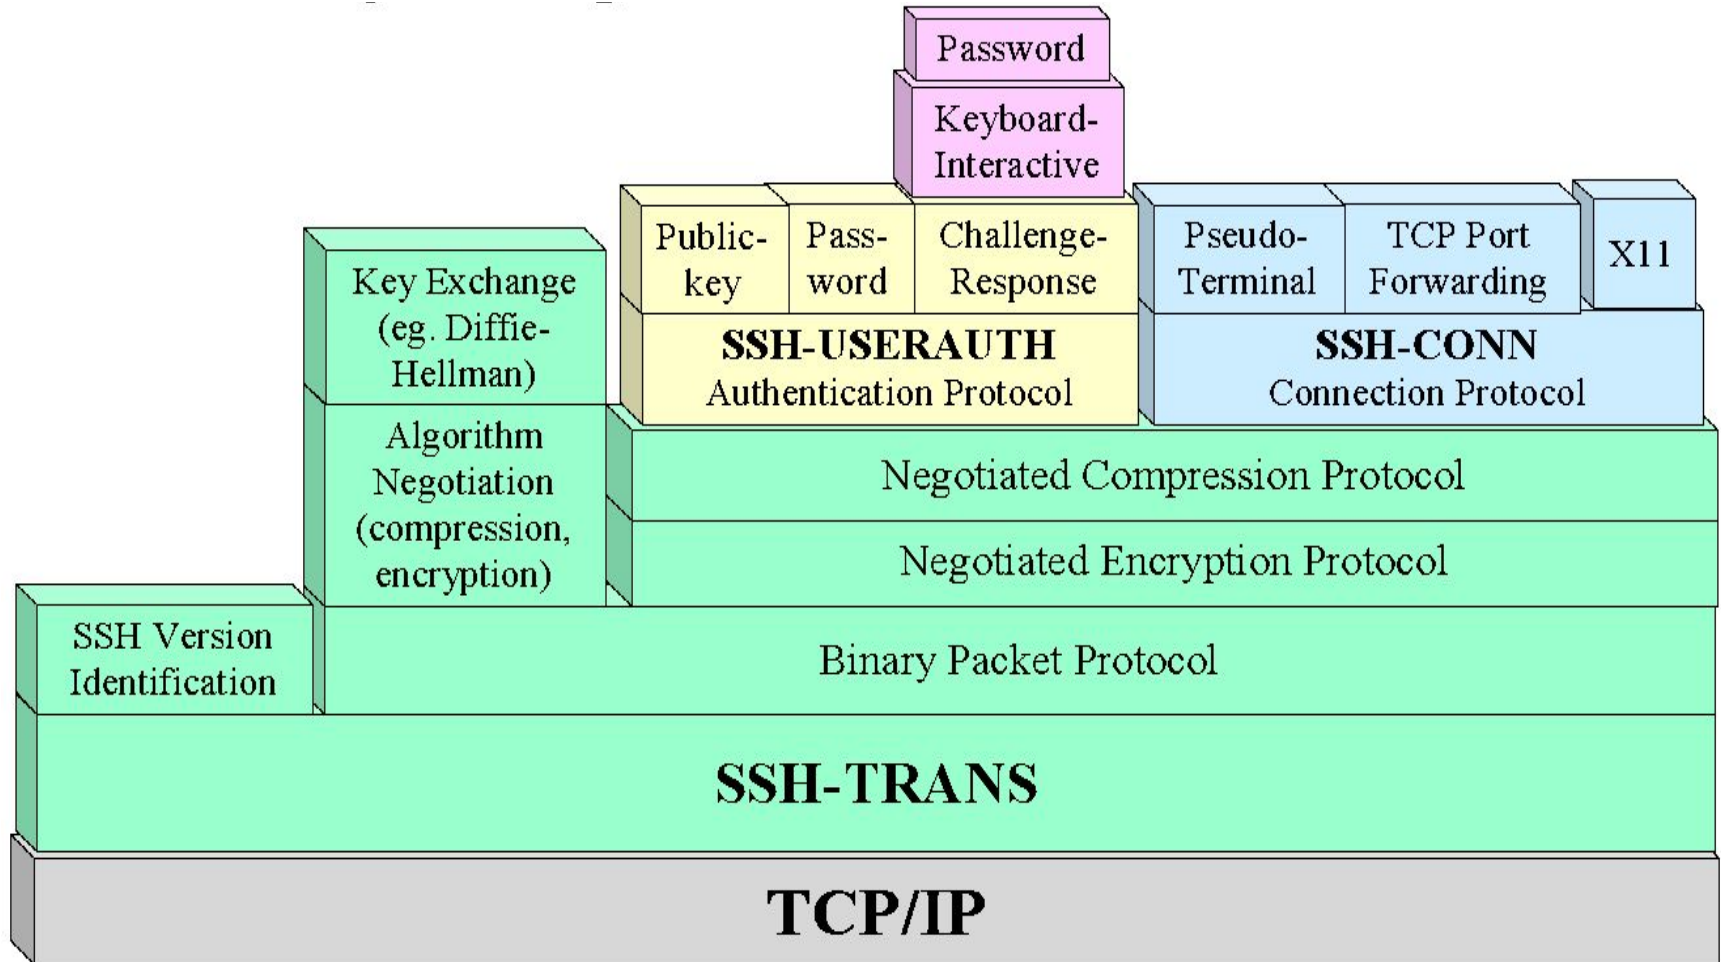 Password
Keyboard-
Interactive
Public-
key
Pass-
word
Challenge-
Response
Pseudo-
Terminal
TCP Port
Forwarding
X11
Key Exchange
(eg. Diffie-
Hellman)
SSH-USERAUTH
Authentication Protocol
SSH-CONN
Connection Protocol
Algorithm
Negotiation
(compression,
encryption)
Negotiated Compression Protocol
Negotiated Encryption Protocol
SSH Version
Identification
Binary Packet Protocol
SSH-TRANS
TCP/IP